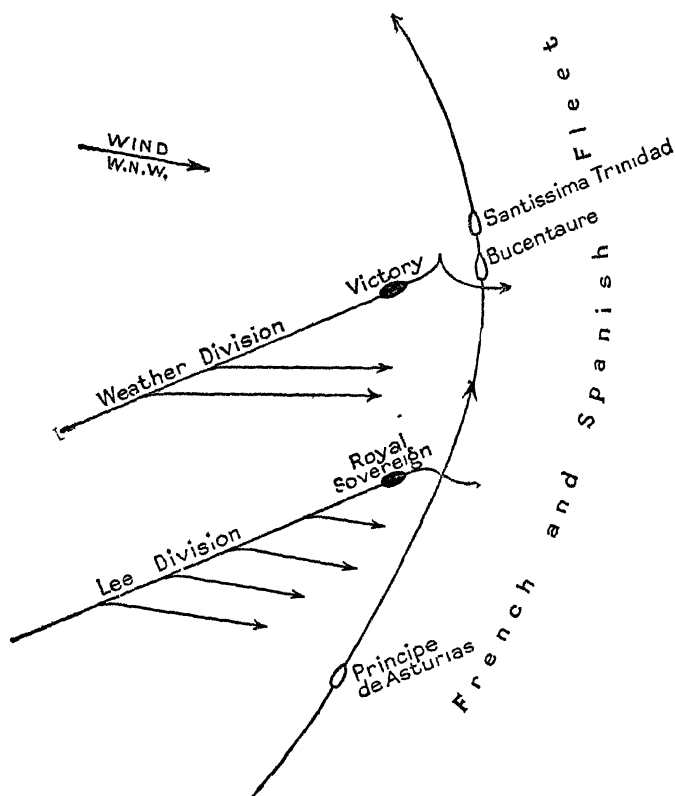 WIND
W.N.W.
French and Spanish Fleet
Santissima Trinidad
Bucentaure
Victory
Weather Division
Royal
Sovereign
Lee Division
Principe
de Asturias